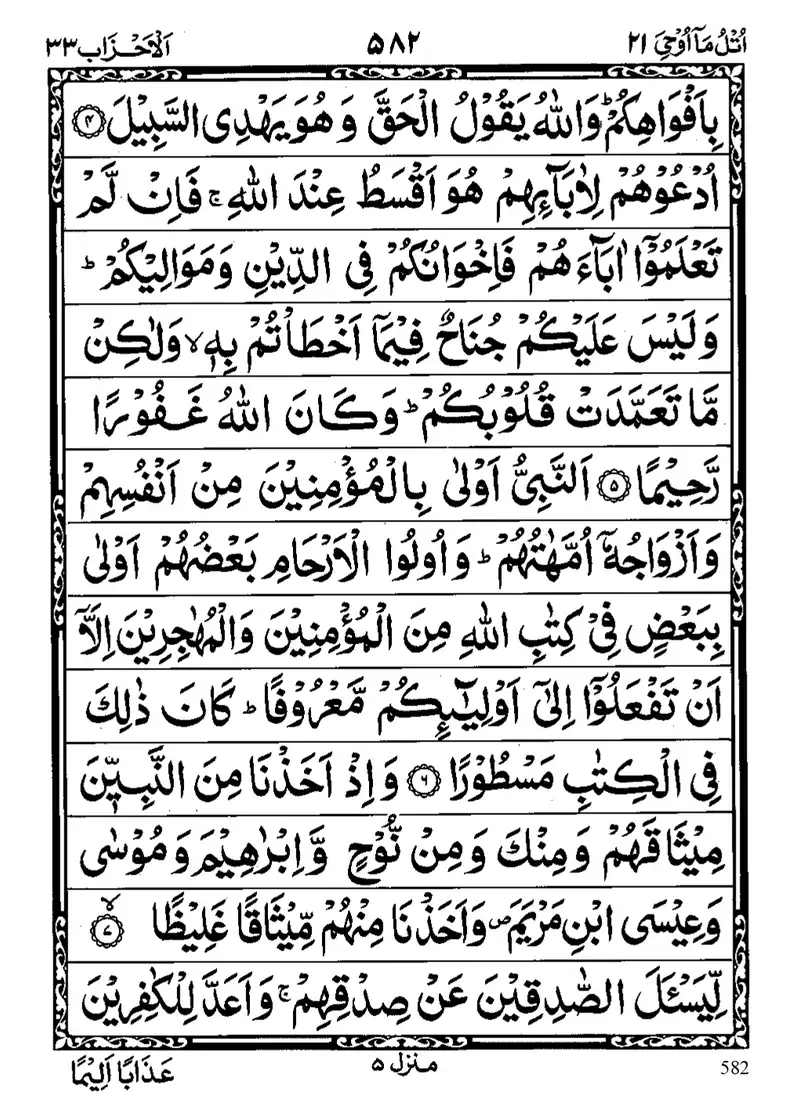 اُتْلُ مَآ اُوْحِيَ ٢١
٥٨٢
اَلْاَحْزَاب ٣٣
بِاَفْوَاهِكُمْ ؕ وَاللّٰهُ يَقُوْلُ الْحَقَّ وَ هُوَ يَهْدِي السَّبِيْلَ ۝٤
اُدْعُوْهُمْ لِاٰبَآىِٕهِمْ هُوَ اَقْسَطُ عِنْدَ اللّٰهِ ۚ فَاِنْ لَّمْ
تَعْلَمُوْٓا اٰبَآءَهُمْ فَاِخْوَانُكُمْ فِي الدِّيْنِ وَمَوَالِيْكُمْ ؕ
وَلَيْسَ عَلَيْكُمْ جُنَاحٌ فِيْمَآ اَخْطَاْتُمْ بِهٖ ۙ وَلٰكِنْ
مَّا تَعَمَّدَتْ قُلُوْبُكُمْ ؕ وَكَانَ اللّٰهُ غَفُوْرًا
رَّحِيْمًا ۝٥ اَلنَّبِيُّ اَوْلٰى بِالْمُؤْمِنِيْنَ مِنْ اَنْفُسِهِمْ
وَاَزْوَاجُهٗٓ اُمَّهٰتُهُمْ ؕ وَاُولُوا الْاَرْحَامِ بَعْضُهُمْ اَوْلٰى
بِبَعْضٍ فِيْ كِتٰبِ اللّٰهِ مِنَ الْمُؤْمِنِيْنَ وَالْمُهٰجِرِيْنَ اِلَّآ
اَنْ تَفْعَلُوْٓا اِلٰٓى اَوْلِيٰٓىِٕكُمْ مَّعْرُوْفًا ؕ كَانَ ذٰلِكَ
فِي الْكِتٰبِ مَسْطُوْرًا ۝٦ وَاِذْ اَخَذْنَا مِنَ النَّبِيّٖنَ
مِيْثَاقَهُمْ وَمِنْكَ وَمِنْ نُّوْحٍ وَّاِبْرٰهِيْمَ وَمُوْسٰى
وَعِيْسَى ابْنِ مَرْيَمَ ۪ وَاَخَذْنَا مِنْهُمْ مِّيْثَاقًا غَلِيْظًا ۝٧ۙ
لِّيَسْـَٔلَ الصّٰدِقِيْنَ عَنْ صِدْقِهِمْ ۚ وَاَعَدَّ لِلْكٰفِرِيْنَ
عَذَابًا اَلِيْمًا
منزل ٥
582